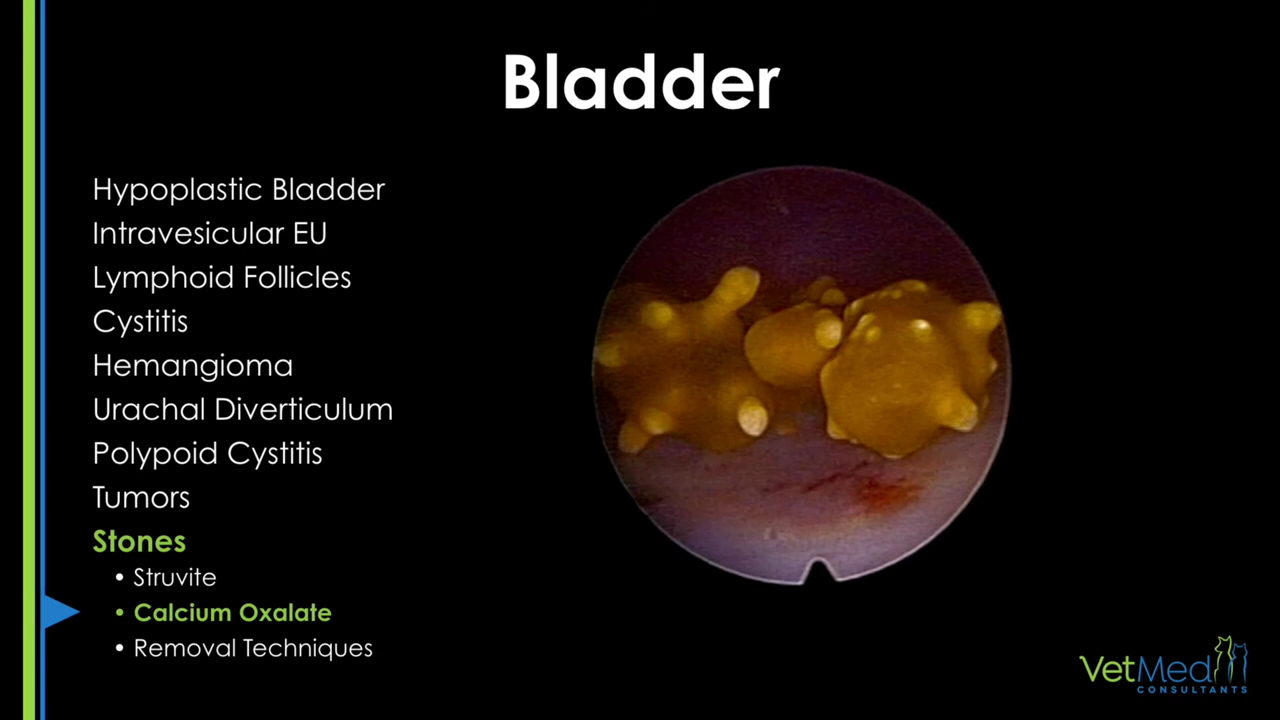 Bladder
Hypoplastic Bladder
Intravesicular EU
Lymphoid Follicles
Cystitis
Hemangioma
Urachal Diverticulum
Polypoid Cystitis
Tumors
Stones
• Struvite
• Calcium Oxalate
• Removal Techniques
VetMed
CONSULTANTS